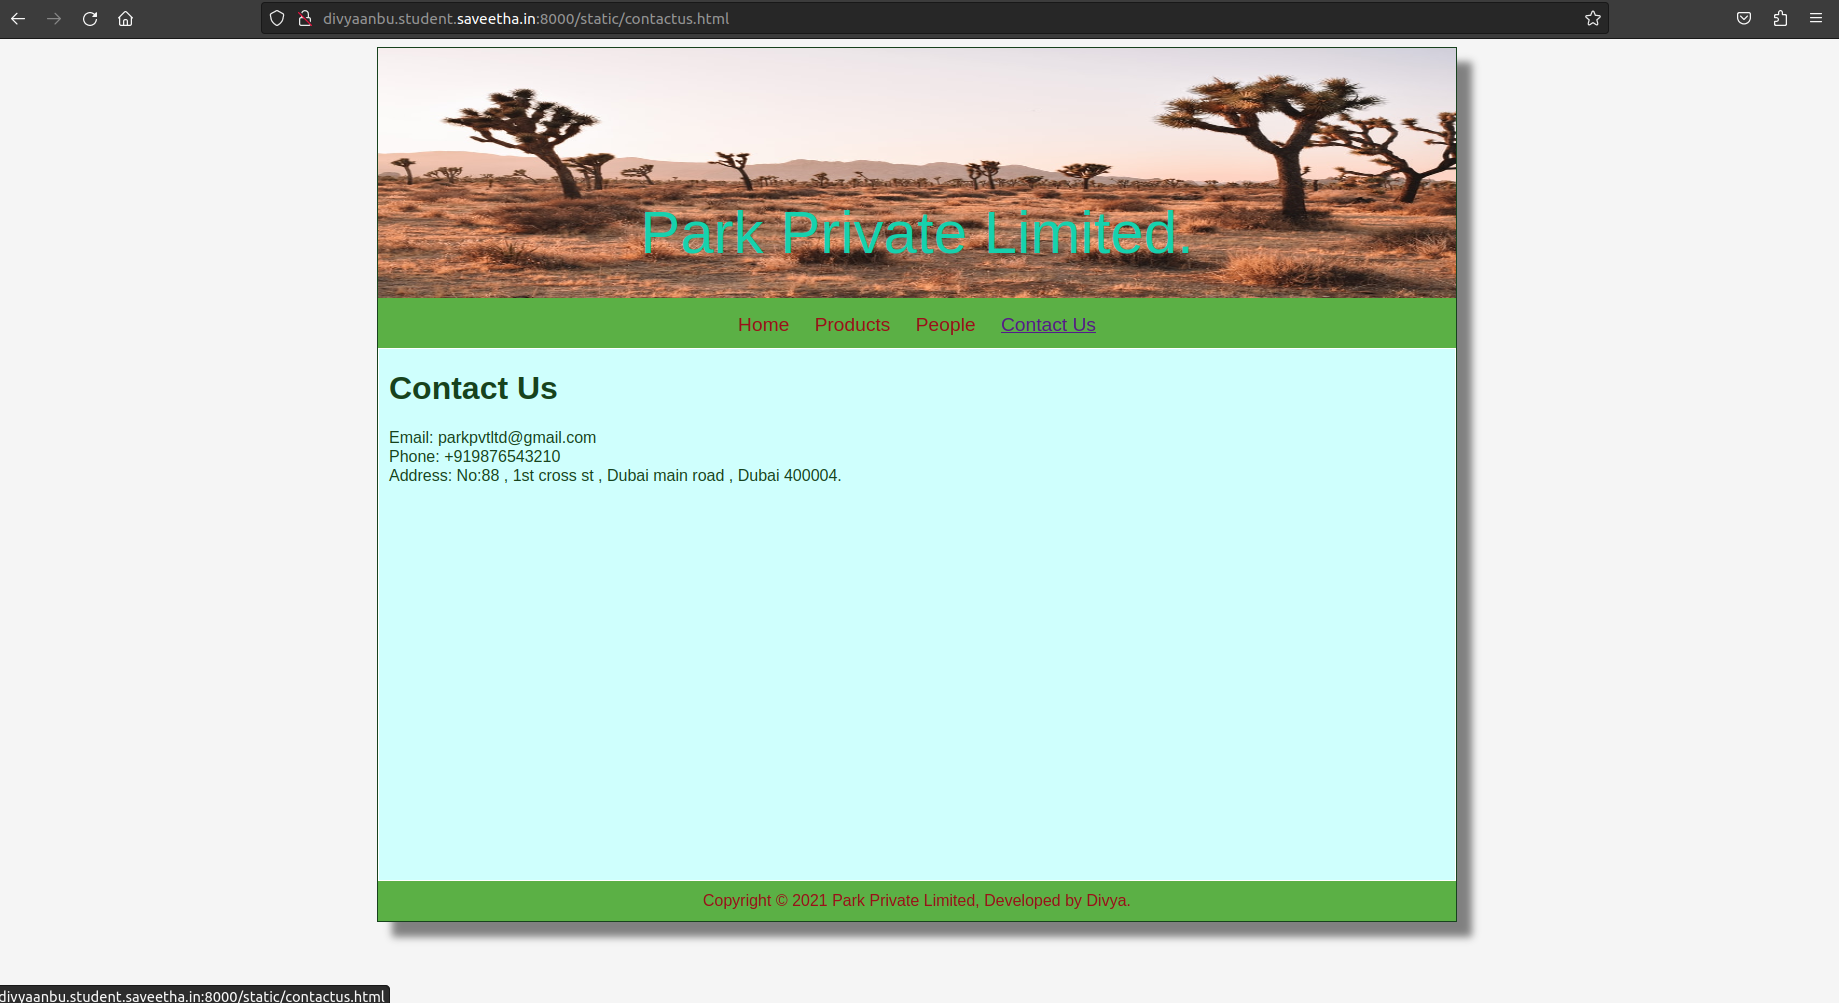 divyaanbu.student.saveetha.in:8000/static/contactus.html
Park Private Limited.
Home Products People Contact Us
Contact Us
Email: parkpvtltd@gmail.com
Phone: +919876543210
Address: No:88 , 1st cross st , Dubai main road , Dubai 400004.
Copyright © 2021 Park Private Limited, Developed by Divya.
divyaanbu.student.saveetha.in:8000/static/contactus.html